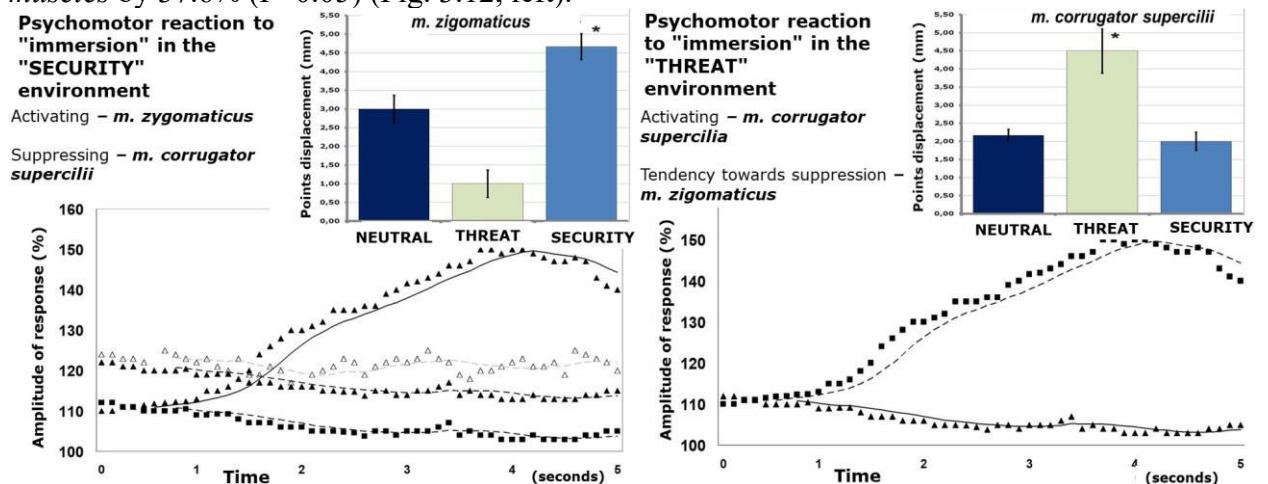 muscles by (Fig. 3.12, left).
Psychomotor reaction to
"immersion" in the
"SECURITY"
environment
Activating – m. zygomaticus
Suppressing – m. corrugator
supercilii
m. zigomaticus
Points displacement (mm)
5,50
5,00
4,50
4,00
3,50
3,00
2,50
2,00
1,50
1,00
0,50
0,00
*
NEUTRAL THREAT SECURITY
Amplitude of response (%)
160
150
140
130
120
110
100
0 1 2 3 4 5
Time (seconds)
Psychomotor reaction
to "immersion" in the
"THREAT"
environment
Activating – m. corrugator
supercilia
Tendency towards suppression –
m. zigomaticus
m. corrugator supercilii
Points displacement (mm)
5,50
5,00
4,50
4,00
3,50
3,00
2,50
2,00
1,50
1,00
0,50
0,00
*
NEUTRAL THREAT SECURITY
Amplitude of response (%)
150
140
130
120
110
100
0 1 2 3 4 5
Time (seconds)